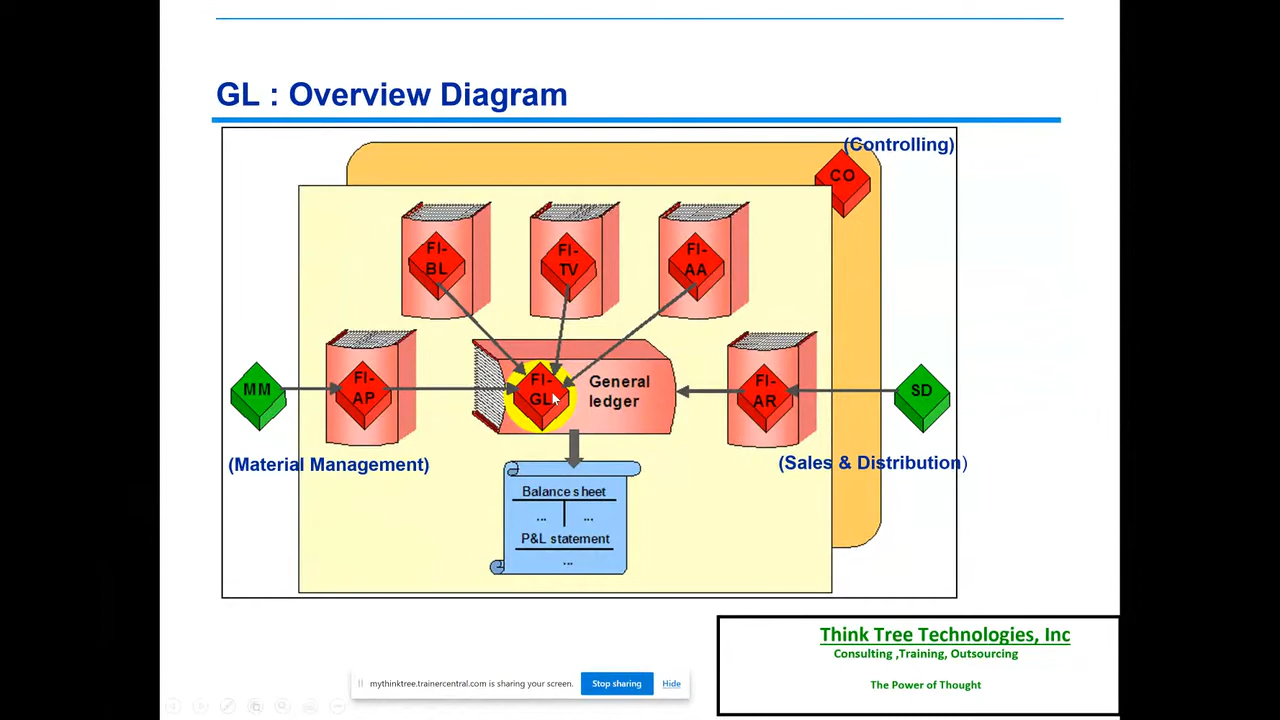 GL : Overview Diagram
(Controlling)
CO
FI-
BL
FI-
TV
FI-
AA
MM
FI-
AP
FI-
GL
General
ledger
FI-
AR
SD
(Material Management)
(Sales & Distribution)
Balance sheet
... ...
P&L statement
...
Think Tree Technologies, Inc
Consulting ,Training, Outsourcing
The Power of Thought
mythinktree.trainercentral.com is sharing your screen. Stop sharing Hide